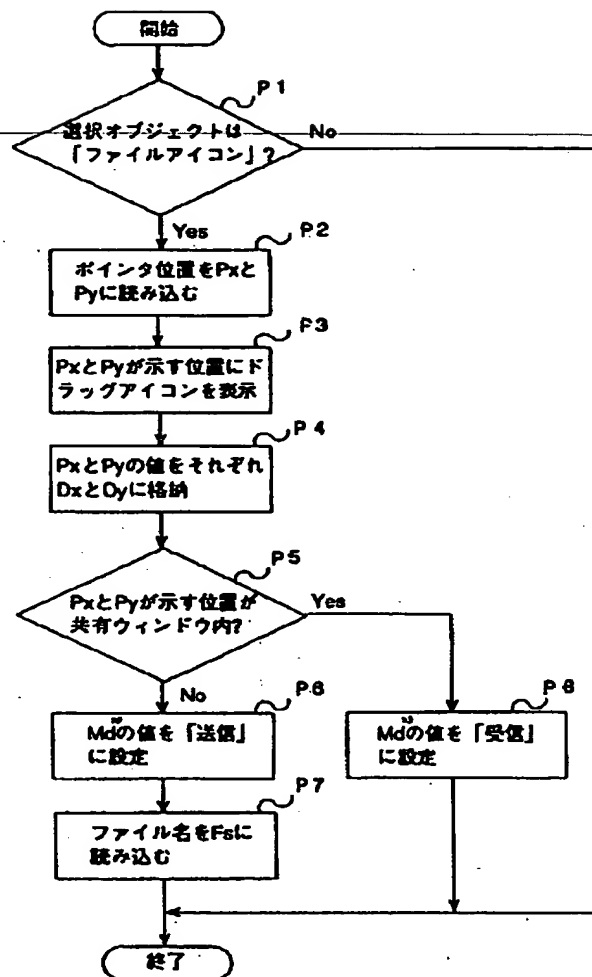 開始
P1
選択オブジェクトは
「ファイルアイコン」?
No
Yes
P2
ポインタ位置をPxと
Pyに読み込む
P3
PxとPyが示す位置にド
ラッグアイコンを表示
P4
PxとPyの値をそれぞれ
DxとDyに格納
P5
PxとPyが示す位置が
共有ウィンドウ内?
Yes
No
P6
Mdの値を「送信」
に設定
P8
Mdの値を「受信」
に設定
P7
ファイル名をFsに
読み込む
終了